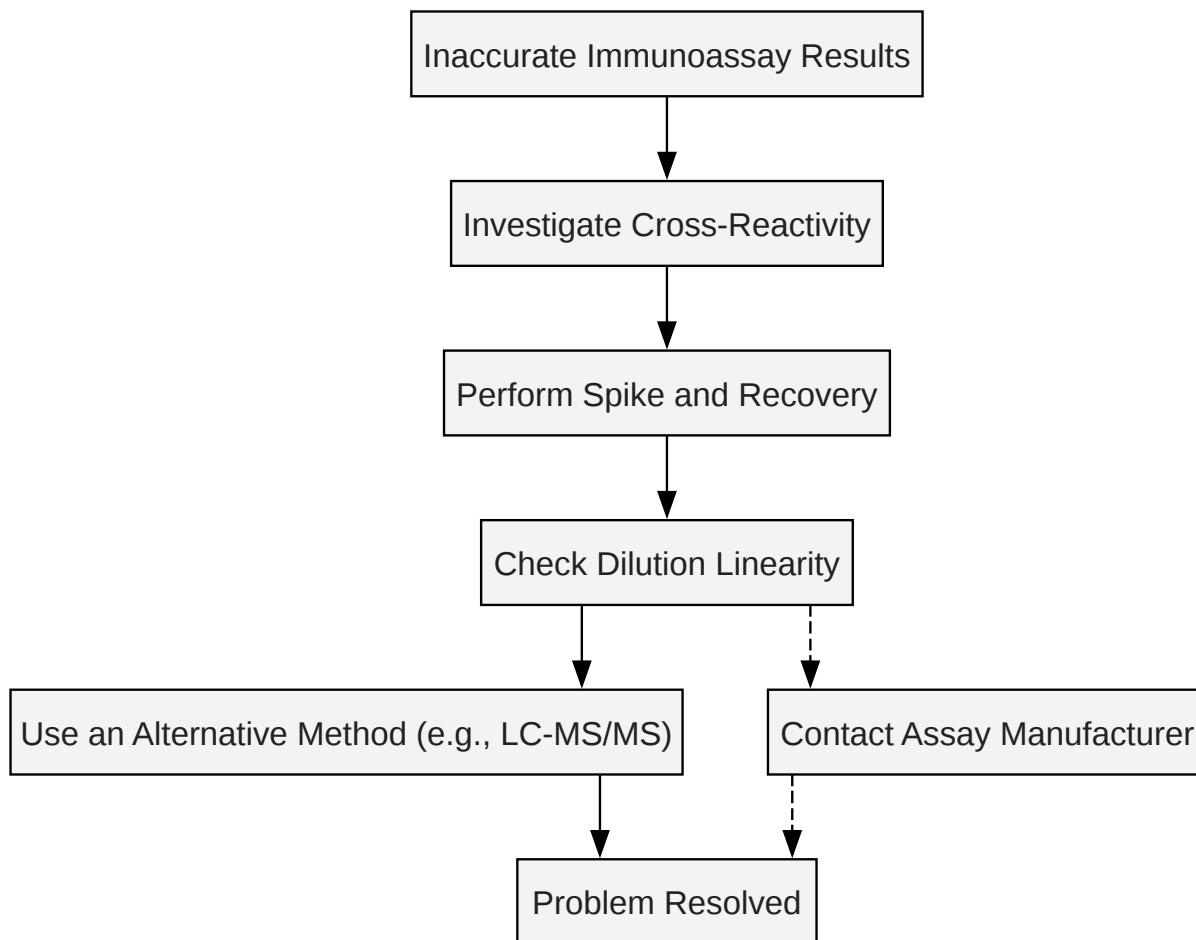 Inaccurate Immunoassay Results
Investigate Cross-Reactivity
Perform Spike and Recovery
Check Dilution Linearity
Use an Alternative Method (e.g., LC-MS/MS)
Contact Assay Manufacturer
Problem Resolved